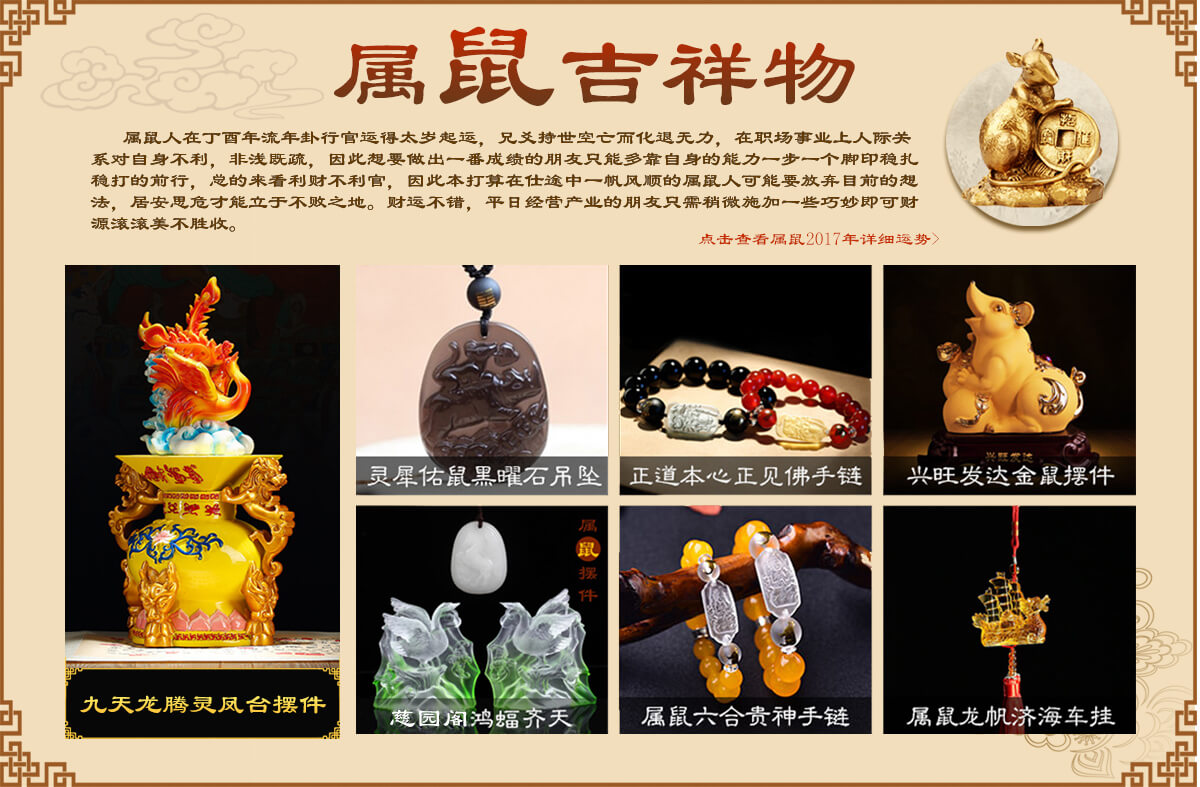 属鼠吉祥物
属鼠人在丁酉年流年卦行官运得太岁起运，兄爻持世空亡而化退无力，在职场事业上人际关
系对自身不利，非浅既疏，因此想要做出一番成绩的朋友只能多靠自身的能力一步一个脚印稳扎
稳打的前行，总的来看利财不利官，因此本打算在仕途中一帆风顺的属鼠人可能要放弃目前的想
法，居安思危才能立于不败之地。财运不错，平日经营产业的朋友只需稍微施加一些巧妙即可财
源滚滚美不胜收。
点击查看属鼠2017年详细运势>
九天龙腾灵凤台摆件
灵犀佑鼠黑曜石吊坠
正道本心正见佛手链
兴旺发达
兴旺发达金鼠摆件
属鼠摆件
慈园阁鸿蝠齐天
属鼠六合贵神手链
属鼠龙帆济海车挂